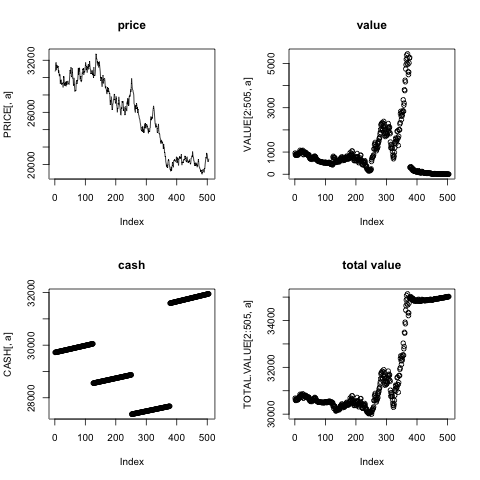 price
PRICE[, a]
20000 22000 26000 28000 32000
0 100 200 300 400 500
Index
value
VALUE[2:505, a]
0 1000 3000 5000
0 100 200 300 400 500
Index
cash
CASH[, a]
28000 30000 32000
0 100 200 300 400 500
Index
total value
TOTAL.VALUE[2:505, a]
30000 32000 34000
0 100 200 300 400 500
Index